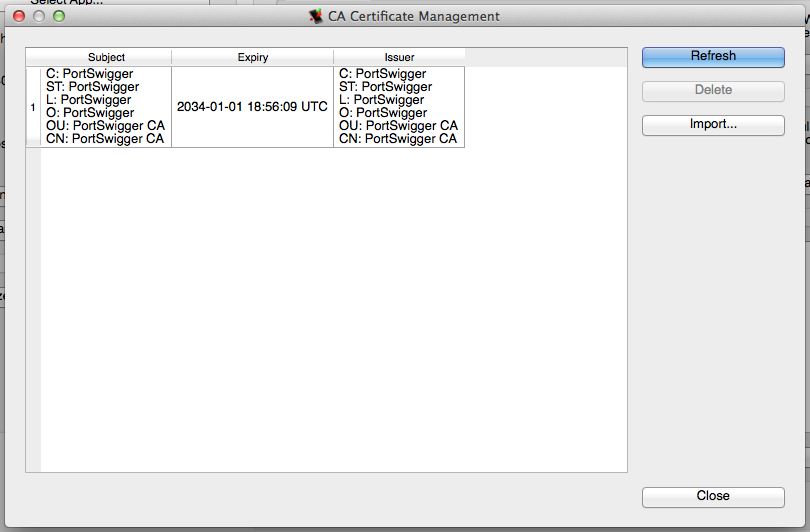 Select App...
CA Certificate Management
Subject Expiry Issuer
1
C: PortSwigger
ST: PortSwigger
L: PortSwigger
O: PortSwigger
OU: PortSwigger CA
CN: PortSwigger CA
2034-01-01 18:56:09 UTC
C: PortSwigger
ST: PortSwigger
L: PortSwigger
O: PortSwigger
OU: PortSwigger CA
CN: PortSwigger CA
Refresh
Delete
Import...
Close